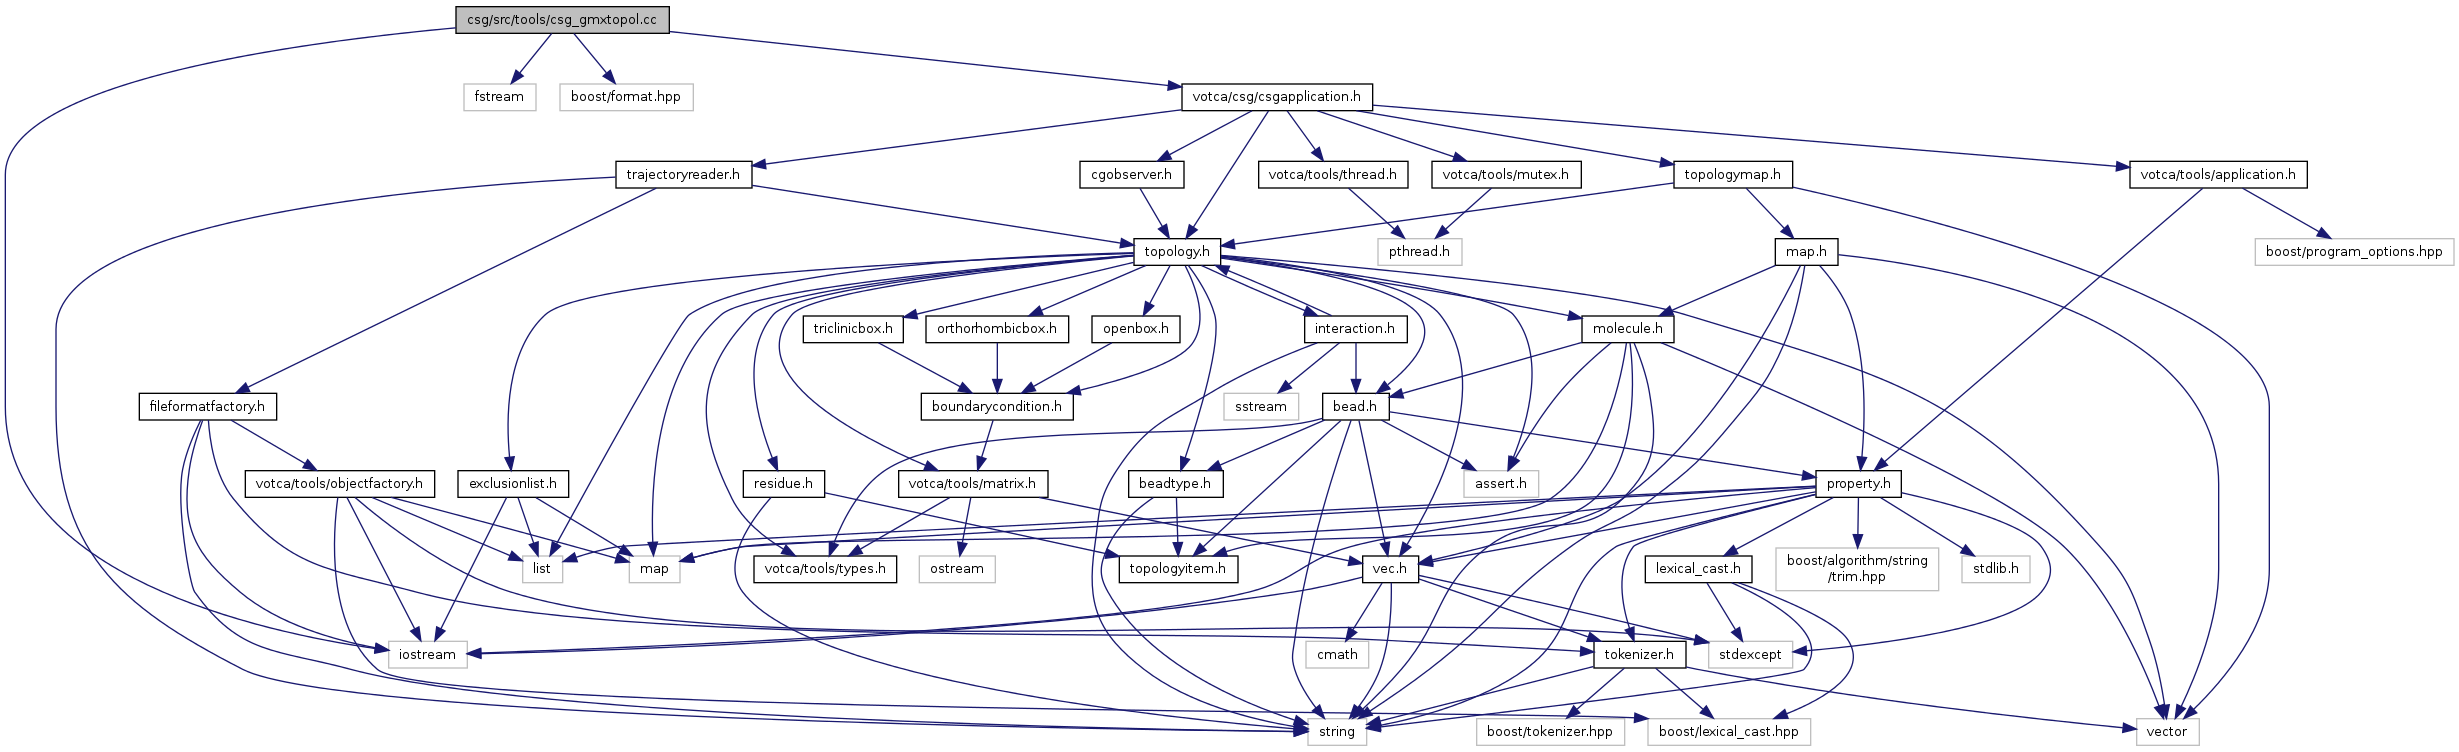 csg/src/tools/csg_gmxtopol.cc
fstream
boost/format.hpp
votca/csg/csgapplication.h
trajectoryreader.h
cgobserver.h
votca/tools/thread.h
votca/tools/mutex.h
topologymap.h
votca/tools/application.h
topology.h
pthread.h
map.h
boost/program_options.hpp
triclinicbox.h
orthorhombicbox.h
openbox.h
interaction.h
molecule.h
fileformatfactory.h
boundarycondition.h
sstream
bead.h
votca/tools/objectfactory.h
exclusionlist.h
residue.h
votca/tools/matrix.h
beadtype.h
assert.h
property.h
list
map
votca/tools/types.h
ostream
topologyitem.h
vec.h
lexical_cast.h
boost/algorithm/string
/trim.hpp
stdlib.h
iostream
cmath
tokenizer.h
stdexcept
string
boost/tokenizer.hpp
boost/lexical_cast.hpp
vector